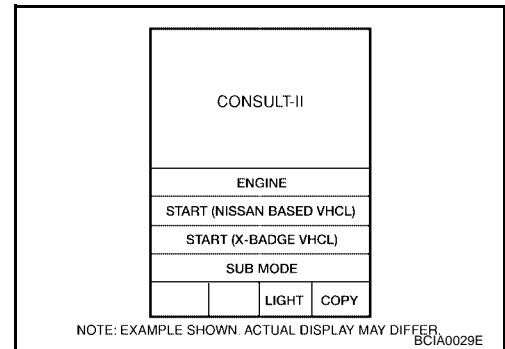 CONSULT-II
ENGINE
START (NISSAN BASED VHCL)
START (X-BADGE VHCL)
SUB MODE
LIGHT COPY
NOTE: EXAMPLE SHOWN. ACTUAL DISPLAY MAY DIFFER.
BCIA0029E